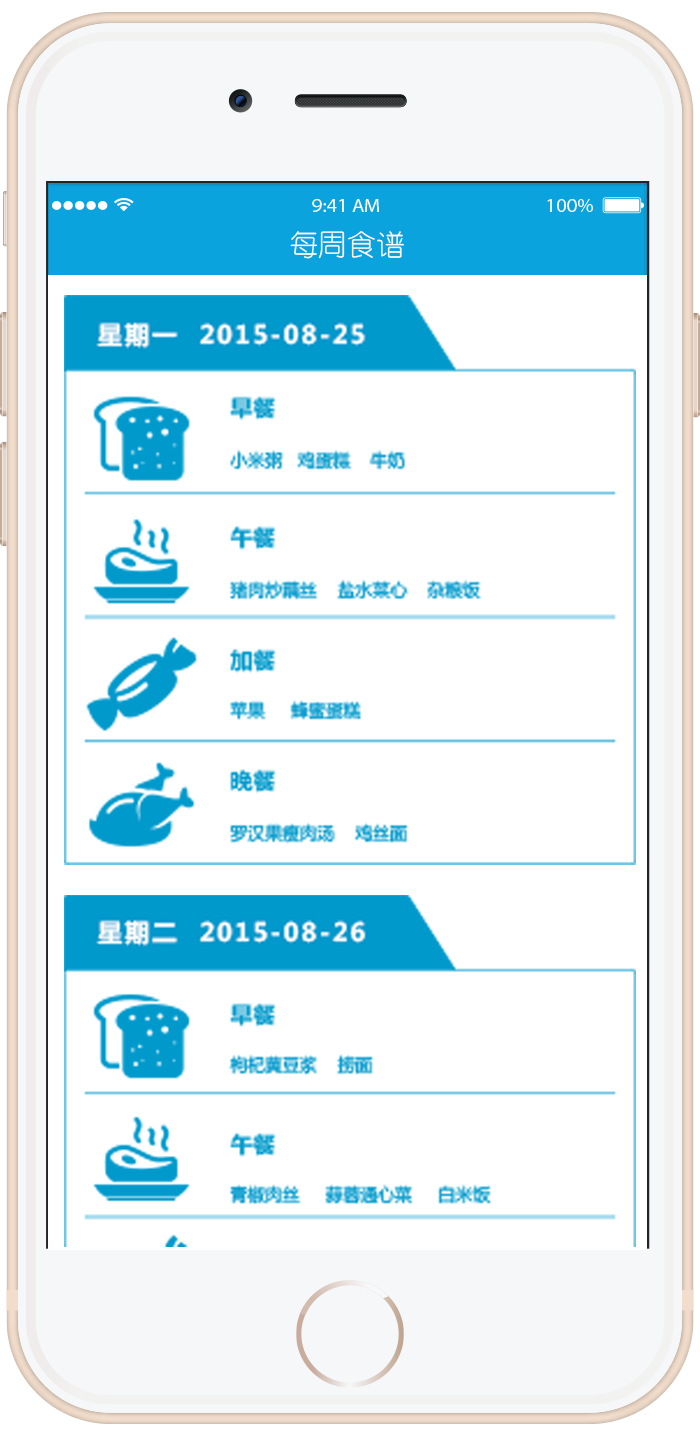 9:41 AM 100%
每周食谱
星期一 2015-08-25
早餐
小米粥 鸡蛋糕 牛奶
午餐
猪肉炒藕丝 盐水菜心 杂粮饭
加餐
苹果 蜂蜜蛋糕
晚餐
罗汉果瘦肉汤 鸡丝面
星期二 2015-08-26
早餐
枸杞黄豆浆 捞面
午餐
青椒肉丝 蒜蓉通心菜 白米饭